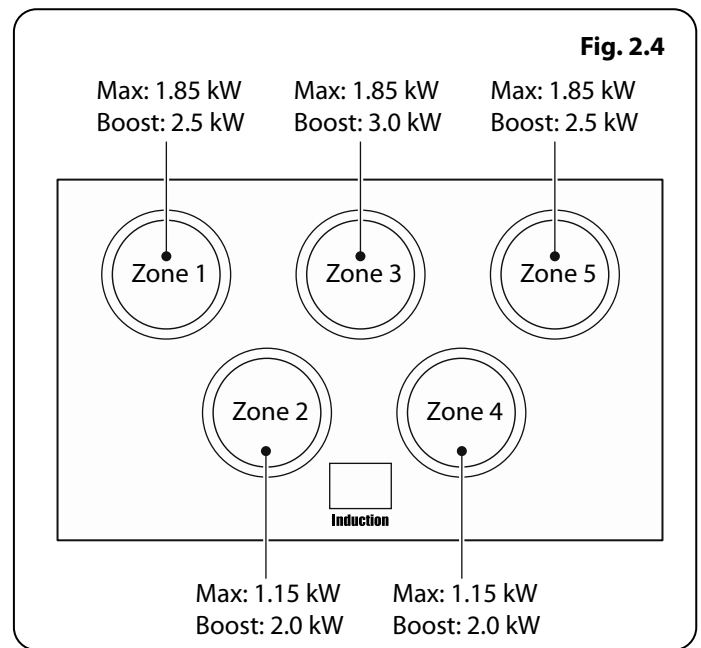 Fig. 2.4
Max: 1.85 kW
Boost: 2.5 kW
Max: 1.85 kW
Boost: 3.0 kW
Max: 1.85 kW
Boost: 2.5 kW
Zone 1
Zone 3
Zone 5
Zone 2
Zone 4
Induction
Max: 1.15 kW
Boost: 2.0 kW
Max: 1.15 kW
Boost: 2.0 kW